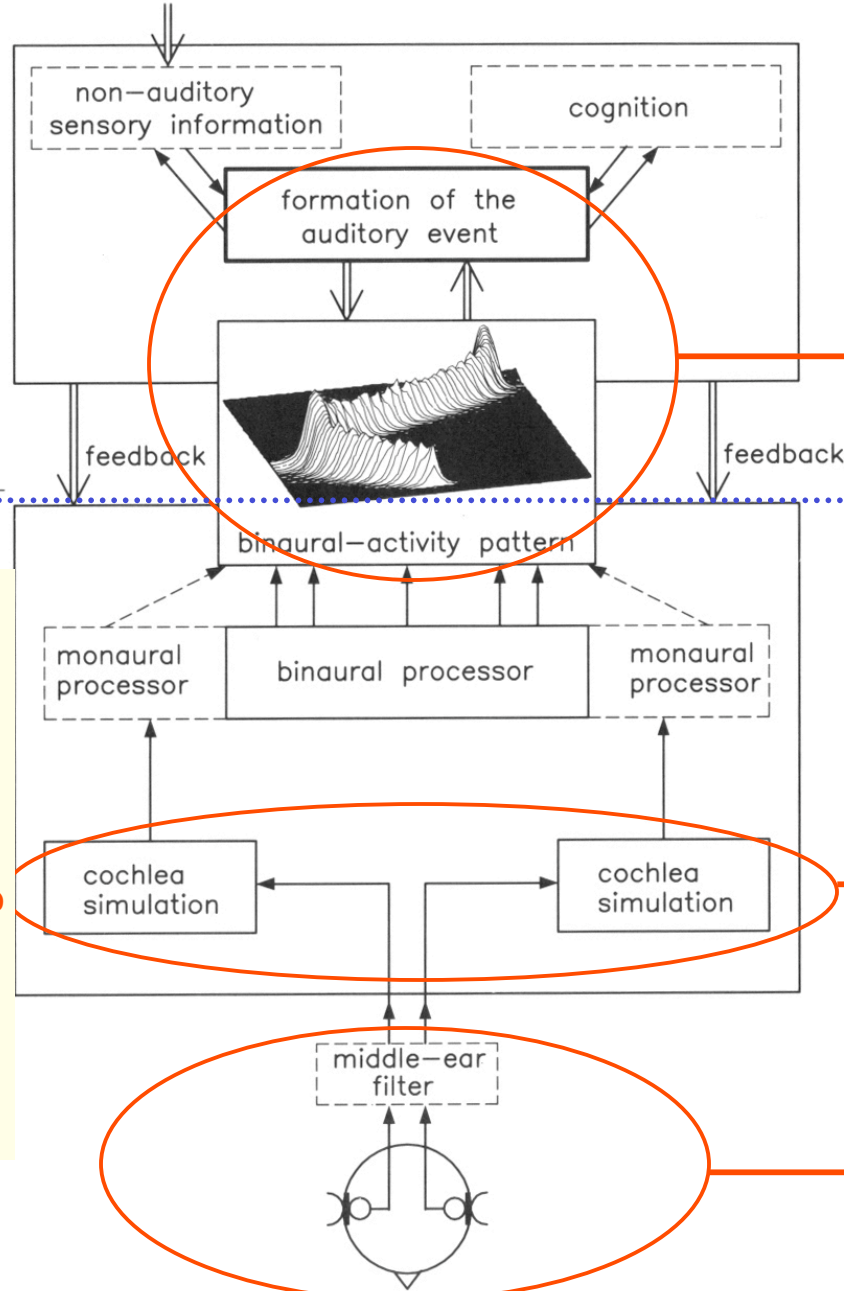 non-auditory
sensory information
cognition
formation of the
auditory event
feedback
feedback
binaural-activity pattern
monaural
processor
binaural processor
monaural
processor
cochlea
simulation
cochlea
simulation
middle-ear
filter